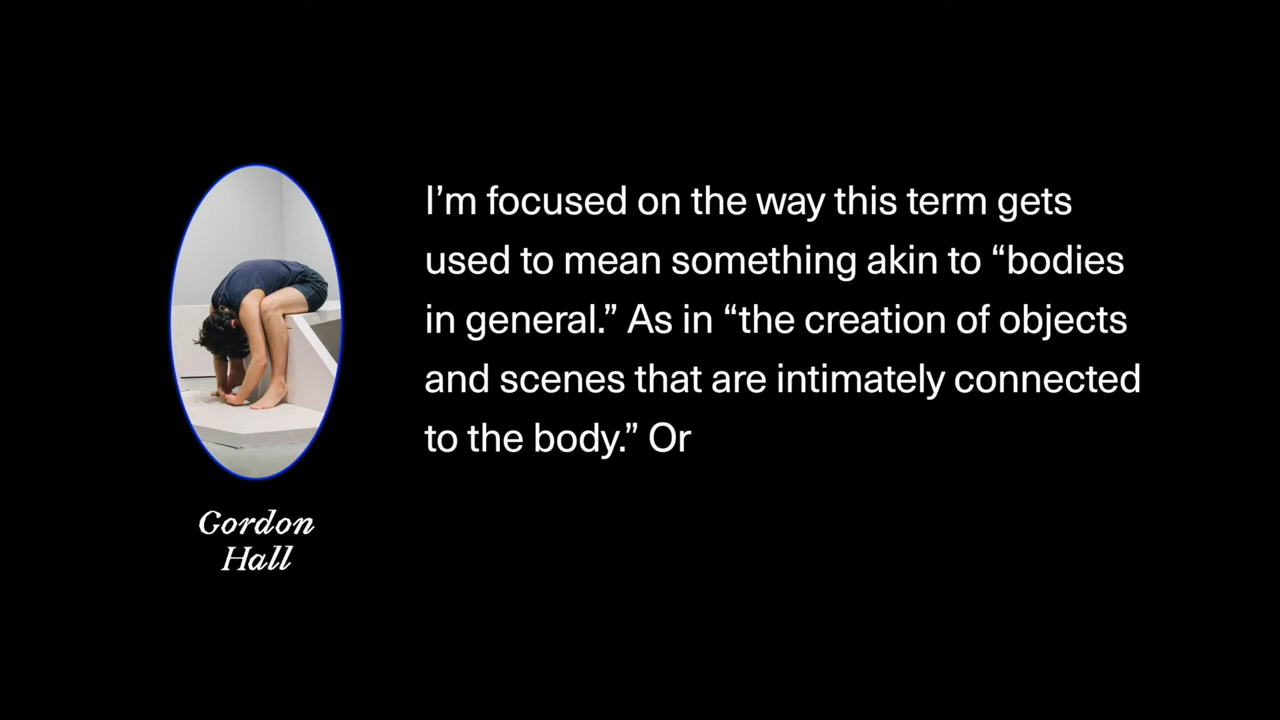 I’m focused on the way this term gets
used to mean something akin to “bodies
in general.” As in “the creation of objects
and scenes that are intimately connected
to the body.” Or
Gordon
Hall